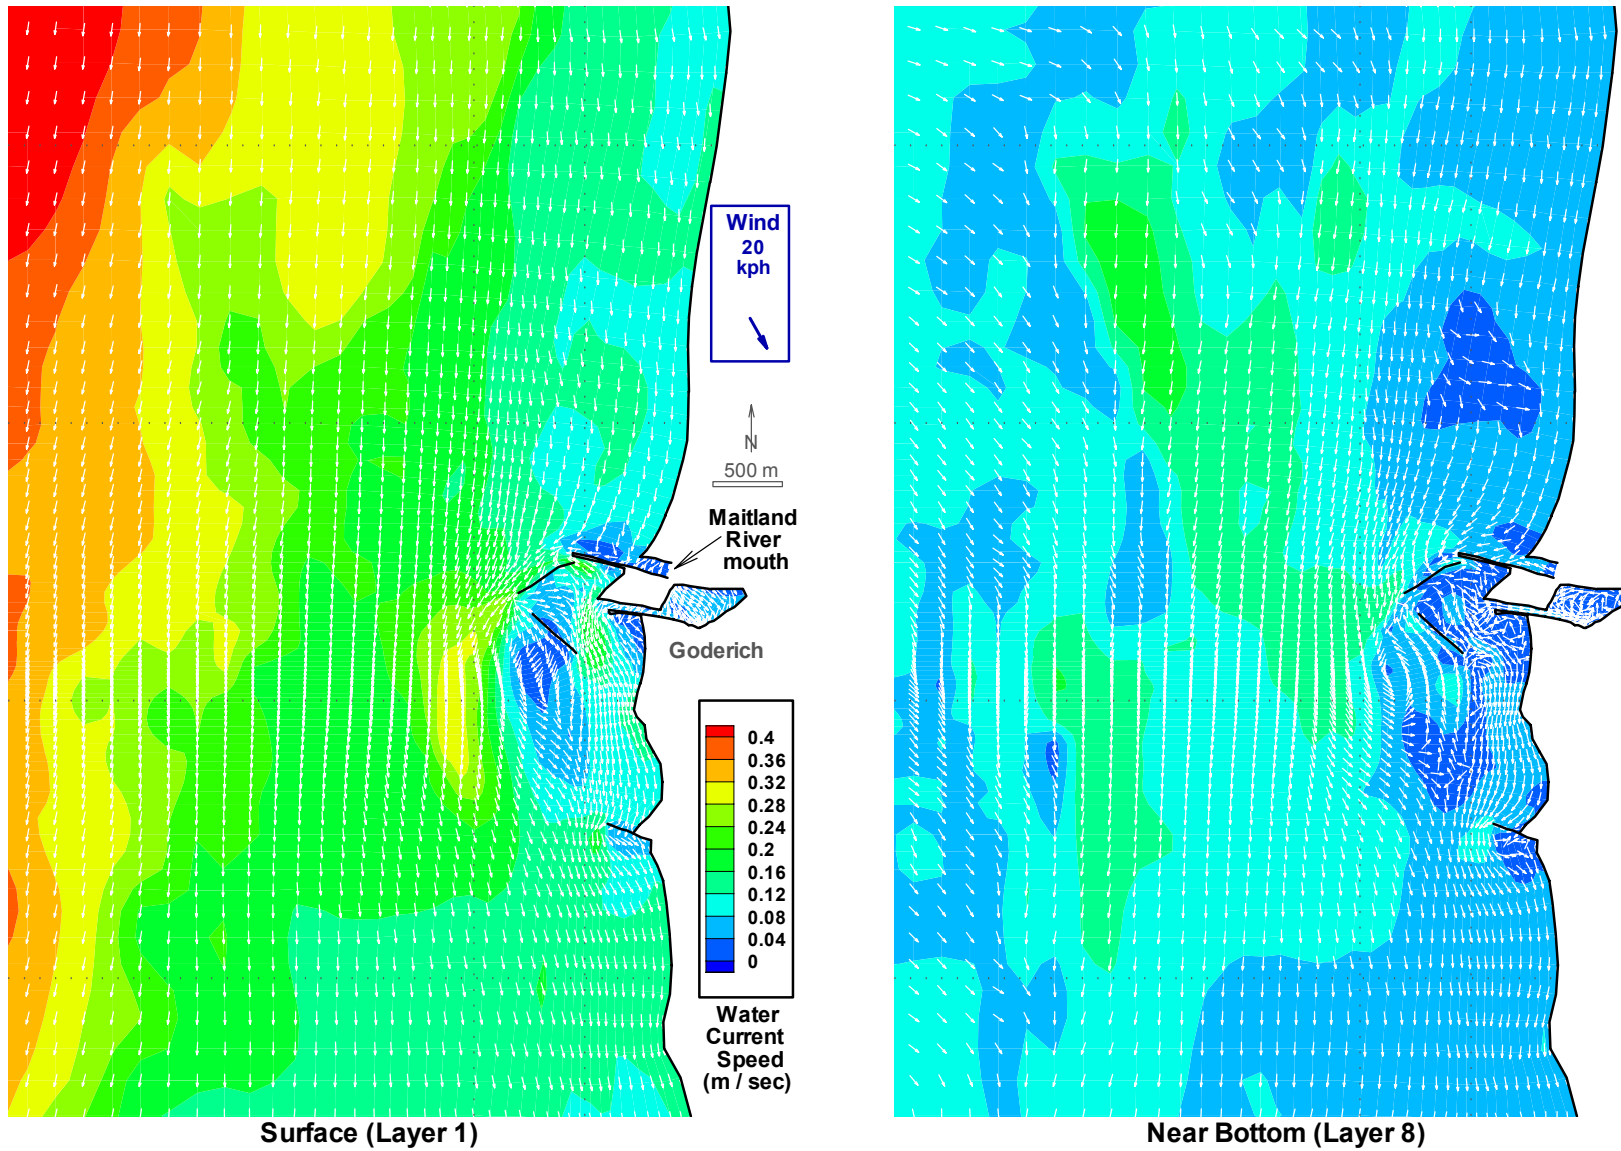 Wind
20
kph
N
500 m
Maitland
River
mouth
Goderich
0.4
0.36
0.32
0.28
0.24
0.2
0.16
0.12
0.08
0.04
0
Water
Current
Speed
(m / sec)
Surface (Layer 1)
Near Bottom (Layer 8)